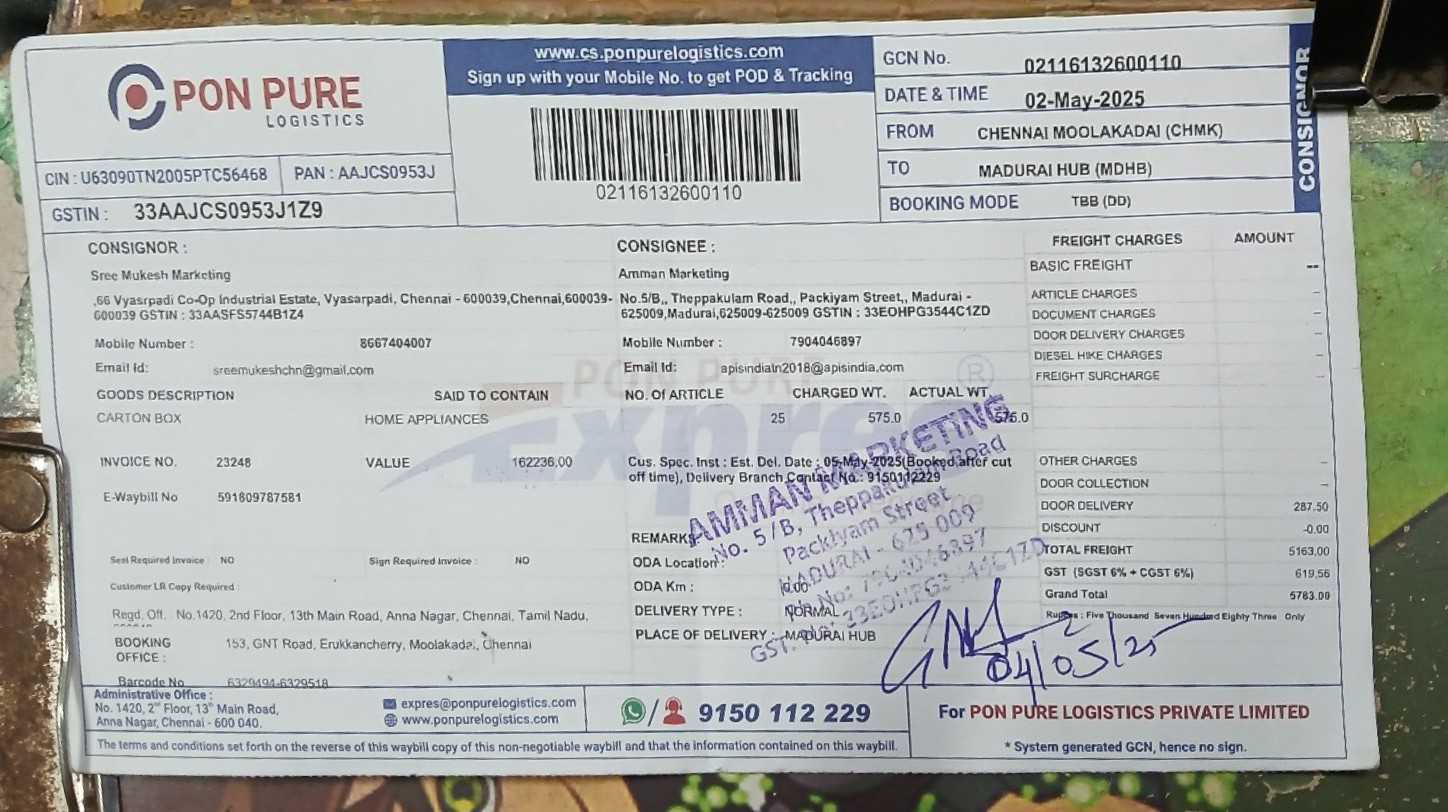 PON PURE
LOGISTICS
CIN : U63090TN2005PTC56468 PAN : AAJCS0953J
GSTIN : 33AAJCS0953J1Z9
www.cs.ponpurelogistics.com
Sign up with your Mobile No. to get POD & Tracking
02116132600110
GCN No. 02116132600110
DATE & TIME 02-May-2025
FROM CHENNAI MOOLAKADAI (CHMK)
TO MADURAI HUB (MDHB)
BOOKING MODE TBB (DD)
CONSIGNOR
CONSIGNOR :
Sree Mukesh Marketing
,66 Vyasrpadi Co-Op Industrial Estate, Vyasarpadi, Chennai - 600039,Chennai,600039-
600039 GSTIN : 33AASFS5744B1Z4
Mobile Number : 8667404007
Email Id: sreemukeshchn@gmail.com
GOODS DESCRIPTION SAID TO CONTAIN
CARTON BOX HOME APPLIANCES
INVOICE NO. 23248 VALUE 162236.00
E-Waybill No 591809787581
Seal Required Invoice : NO Sign Required Invoice : NO
Customer LR Copy Required :
Regd. Off. No.1420, 2nd Floor, 13th Main Road, Anna Nagar, Chennai, Tamil Nadu,
BOOKING OFFICE : 153, GNT Road, Erukkancherry, Moolakadai, Chennai
Barcode No 6329494-6329518
CONSIGNEE :
Amman Marketing
No.5/B,, Theppakulam Road,, Packiyam Street,, Madurai -
625009,Madurai,625009-625009 GSTIN : 33EOHPG3544C1ZD
Mobile Number : 7904046897
Email Id: apisindialn2018@apisindia.com
NO. Of ARTICLE CHARGED WT. ACTUAL WT.
25 575.0 575.0
Cus. Spec. Inst : Est. Del. Date : 05-May-2025(Booked after cut
off time), Delivery Branch Contact No : 9150112229
REMARKS
ODA Location :
ODA Km : 0.00
DELIVERY TYPE : NORMAL
PLACE OF DELIVERY : MADURAI HUB
PON PURE
Express
®
AMMAN MARKETING
No. 5/B, Theppakulam Road
Packiyam Street
MADURAI - 625 009
Ph No: 7904046897
GST. No: 33EOHPG3544C1ZD
FREIGHT CHARGES AMOUNT
BASIC FREIGHT --
ARTICLE CHARGES –
DOCUMENT CHARGES –
DOOR DELIVERY CHARGES –
DIESEL HIKE CHARGES –
FREIGHT SURCHARGE –
OTHER CHARGES –
DOOR COLLECTION –
DOOR DELIVERY 287.50
DISCOUNT -0.00
TOTAL FREIGHT 5163.00
GST (SGST 6% + CGST 6%) 619.56
Grand Total 5783.00
Rupees : Five Thousand Seven Hundred Eighty Three Only
04/05/25
Administrative Office :
No. 1420, 2nd Floor, 13th Main Road,
Anna Nagar, Chennai - 600 040.
expres@ponpurelogistics.com
www.ponpurelogistics.com
9150 112 229
For PON PURE LOGISTICS PRIVATE LIMITED
The terms and conditions set forth on the reverse of this waybill copy of this non-negotiable waybill and that the information contained on this waybill.
* System generated GCN, hence no sign.